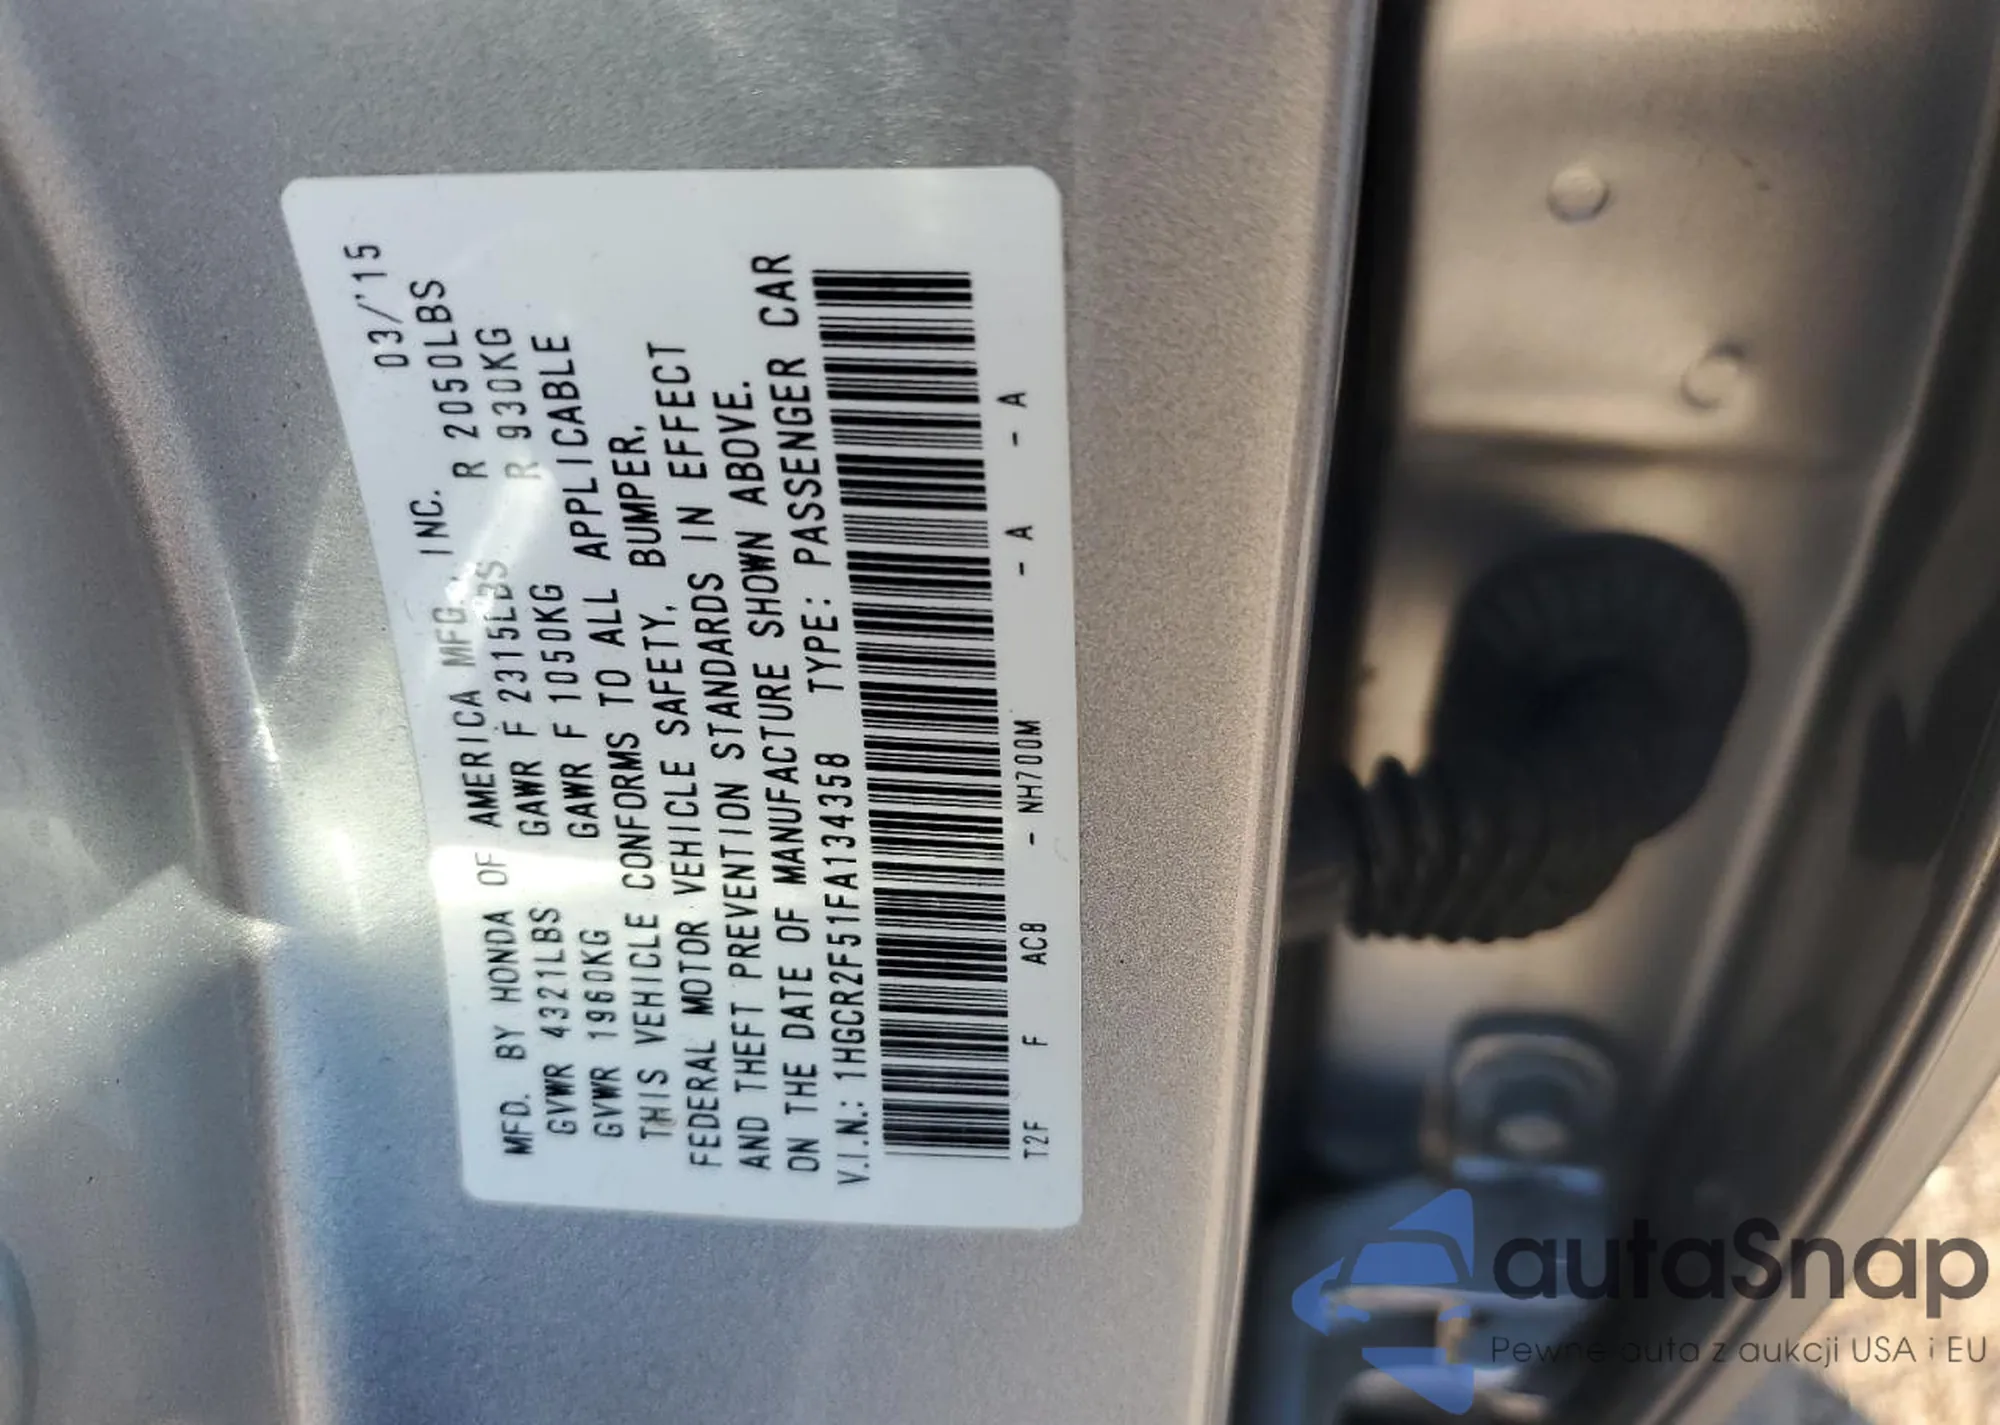 MFD. BY HONDA OF AMERICA MFG. INC. 03/'15
GVWR 4321LBS GAWR F 2315LBS R 2050LBS
GVWR 1960KG GAWR F 1050KG R 930KG
THIS VEHICLE CONFORMS TO ALL APPLICABLE
FEDERAL MOTOR VEHICLE SAFETY, BUMPER,
AND THEFT PREVENTION STANDARDS IN EFFECT
ON THE DATE OF MANUFACTURE SHOWN ABOVE.
V.I.N.: 1HGCR2F51FA134358 TYPE: PASSENGER CAR
T2F F AC8 - NH700M - A - A
autaSnap
Pewne auta z aukcji USA i EU